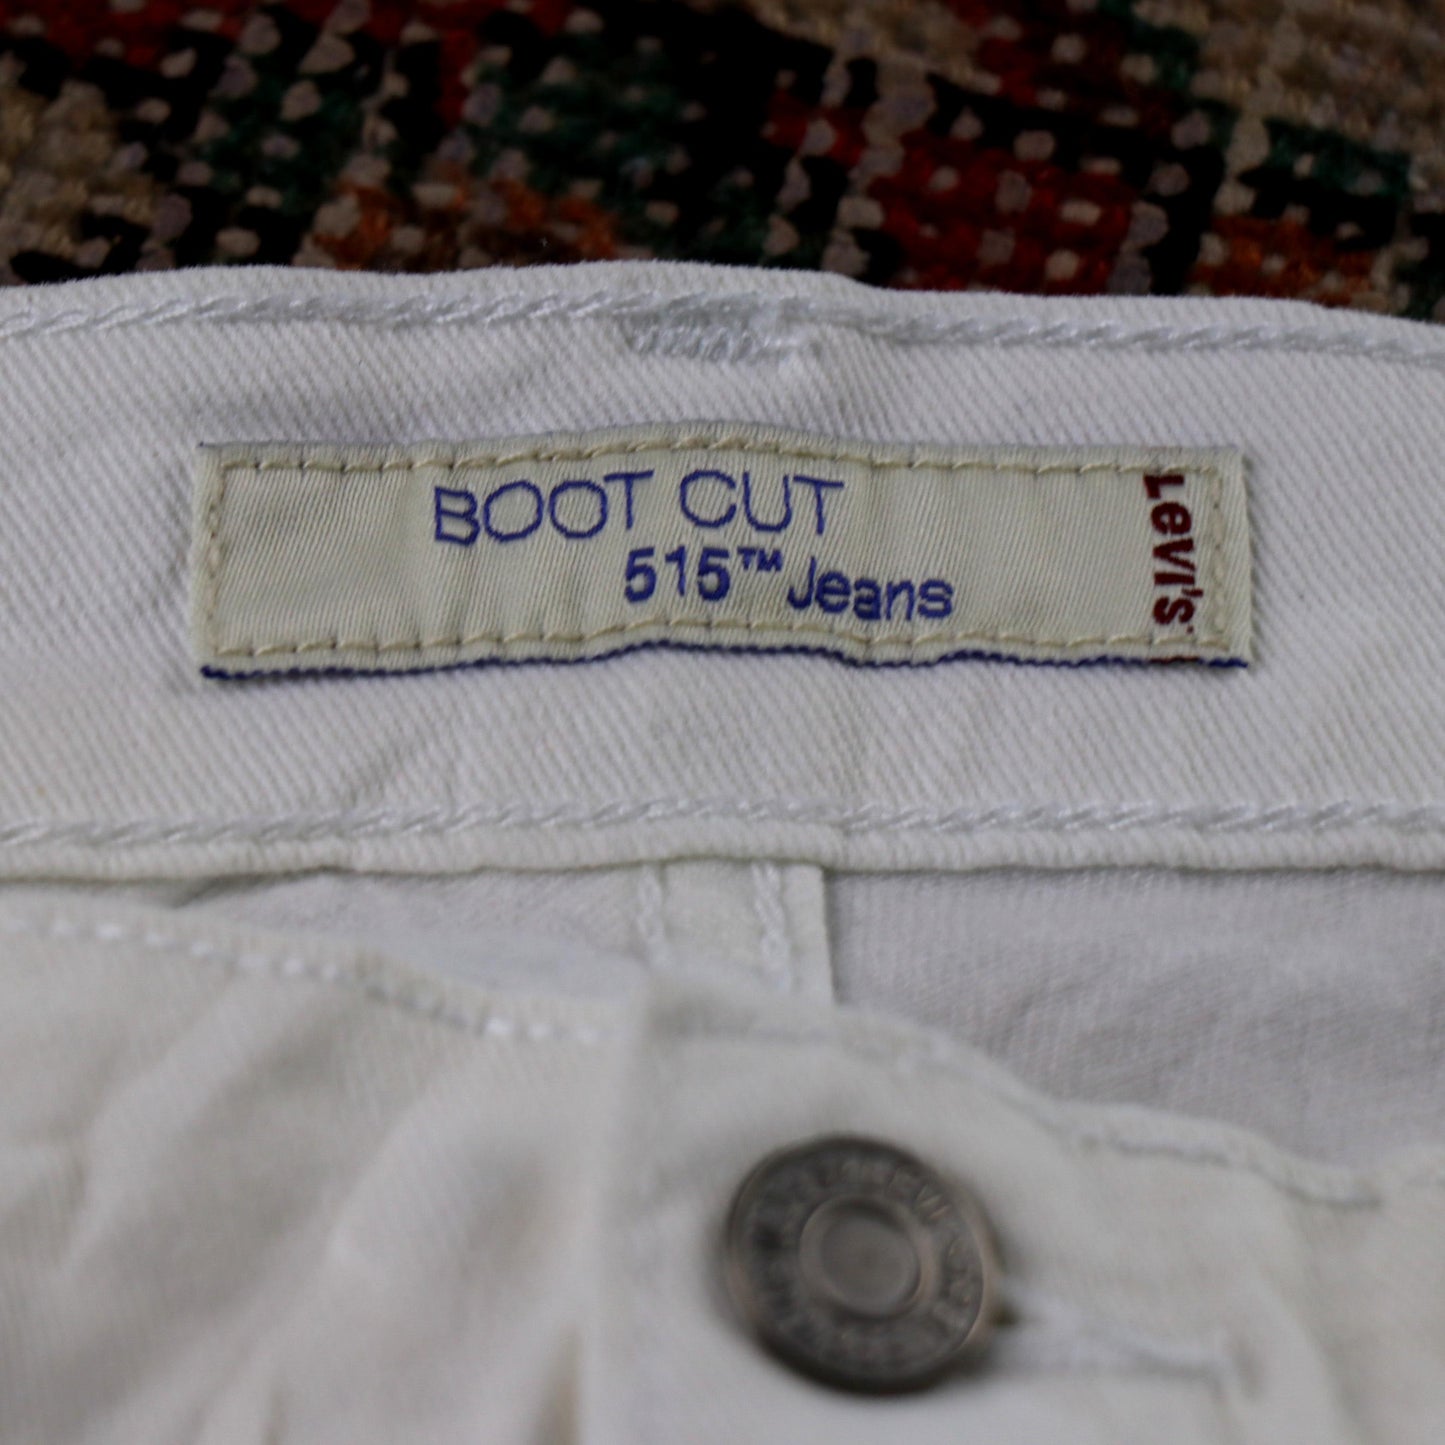 BOOT CUT
515™ Jeans
Levi's